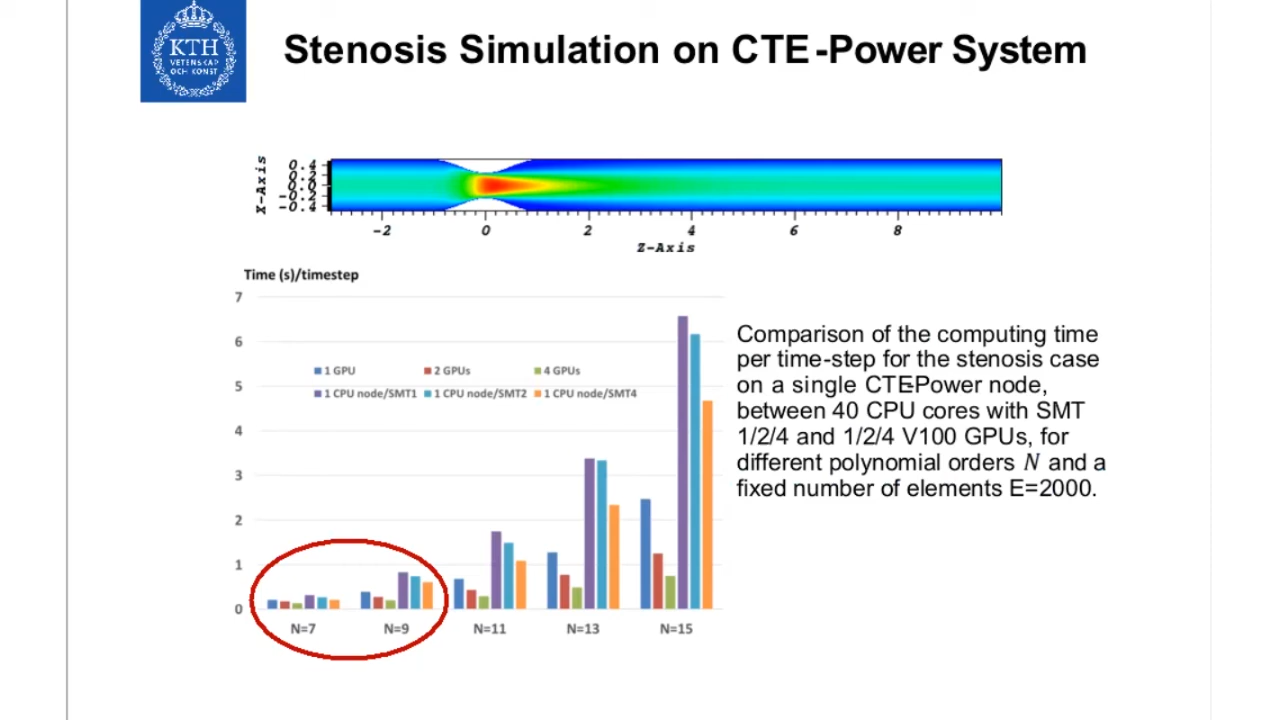 KTH
VETENSKAP
OCH KONST
Stenosis Simulation on CTE-Power System
X-Axis
0.4
0.2
-0.0
-0.2
-0.4
-2 0 2 4 6 8
Z-Axis
Time (s)/timestep
7
6
5
4
3
2
1
0
1 GPU 2 GPUs 4 GPUs
1 CPU node/SMT1 1 CPU node/SMT2 1 CPU node/SMT4
N=7 N=9 N=11 N=13 N=15
Comparison of the computing time
per time-step for the stenosis case
on a single CTE-Power node,
between 40 CPU cores with SMT
1/2/4 and 1/2/4 V100 GPUs, for
different polynomial orders N and a
fixed number of elements E=2000.